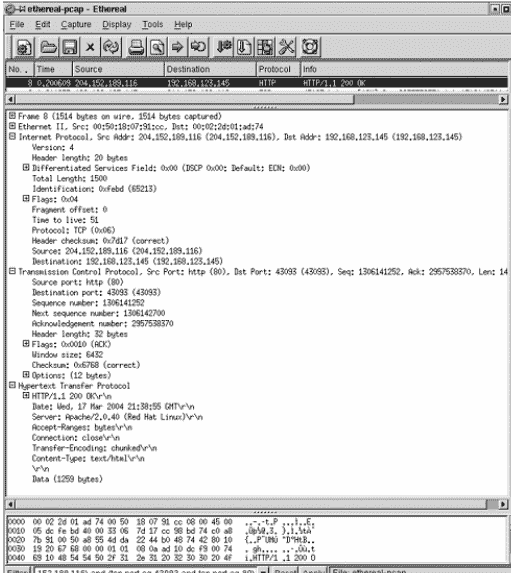 ethereal-pcap - Ethereal
File Edit Capture Display Tools Help
No. . Time Source Destination Protocol Info
8 0.200609 204.152.189.116 192.168.123.145 HTTP HTTP/1.1 200 OK
Frame 8 (1514 bytes on wire, 1514 bytes captured)
Ethernet II, Src: 00:50:18:07:91:cc, Dst: 00:02:2d:01:ad:74
Internet Protocol, Src Addr: 204.152.189.116 (204.152.189.116), Dst Addr: 192.168.123.145 (192.168.123.145)
Version: 4
Header length: 20 bytes
Differentiated Services Field: 0x00 (DSCP 0x00: Default; ECN: 0x00)
Total Length: 1500
Identification: 0xfebd (65213)
Flags: 0x04
Fragment offset: 0
Time to live: 51
Protocol: TCP (0x06)
Header checksum: 0x7d17 (correct)
Source: 204.152.189.116 (204.152.189.116)
Destination: 192.168.123.145 (192.168.123.145)
Transmission Control Protocol, Src Port: http (80), Dst Port: 43093 (43093), Seq: 1306141252, Ack: 2957538370, Len: 14
Source port: http (80)
Destination port: 43093 (43093)
Sequence number: 1306141252
Next sequence number: 1306142700
Acknowledgement number: 2957538370
Header length: 32 bytes
Flags: 0x0010 (ACK)
Window size: 6432
Checksum: 0x6768 (correct)
Options: (12 bytes)
Hypertext Transfer Protocol
HTTP/1.1 200 OK\r\n
Date: Wed, 17 Mar 2004 21:38:55 GMT\r\n
Server: Apache/2.0.40 (Red Hat Linux)\r\n
Accept-Ranges: bytes\r\n
Connection: close\r\n
Transfer-Encoding: chunked\r\n
Content-Type: text/html\r\n
\r\n
Data (1259 bytes)
0000 00 02 2d 01 ad 74 00 50 18 07 91 cc 08 00 45 00
0010 05 dc fe bd 40 00 33 06 7d 17 cc 98 bd 74 c0 a8
0020 7b 91 00 50 a8 55 4d da 22 44 b0 48 74 42 80 10
0030 19 20 67 68 00 00 01 01 08 0a ad 10 dc f9 00 74
0040 69 10 48 54 54 50 2f 31 2e 31 20 32 30 30 20 4f i.HTTP/1 .1 200 O
Filter: Reset Apply File: ethereal-pcap